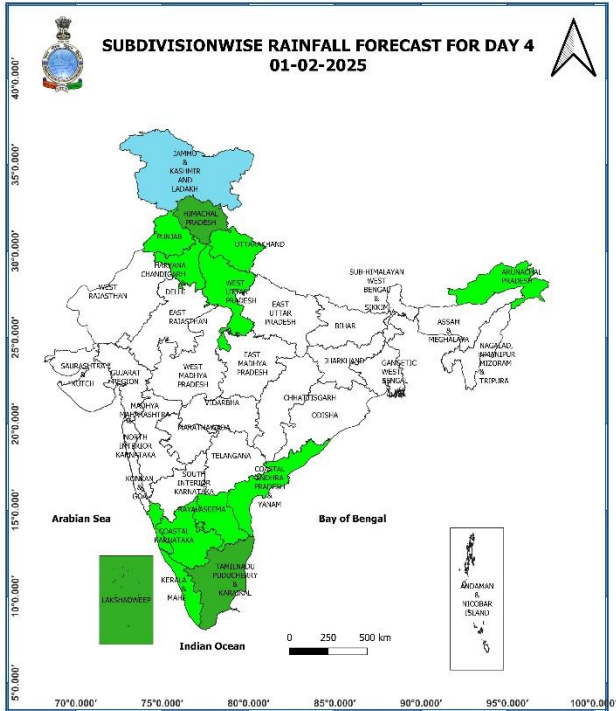 SUBDIVISIONWISE RAINFALL FORECAST FOR DAY 4
01-02-2025
40°0.000'
35°0.000'
30°0.000'
25°0.000'
20°0.000'
15°0.000'
10°0.000'
5°0.000'
JAMMU
&
KASHMIR
AND
LADAKH
HIMACHAL
PRADESH
PUNJAB
UTTARAKHAND
HARYANA
CHANDIGARH
&
DELHI
WEST
UTTAR
PRADESH
ARUNACHAL
PRADESH
WEST
RAJASTHAN
EAST
RAJASTHAN
EAST
UTTAR
PRADESH
SUB-HIMALAYAN
WEST
BENGAL
&
SIKKIM
BIHAR
ASSAM
&
MEGHALAYA
NAGALAD,
MANIPUR
MIZORAM
&
TRIPURA
SAURASHTRA
&
KUTCH
GUJARAT
REGION
WEST
MADHYA
PRADESH
EAST
MADHYA
PRADESH
JHARKHAND
GANGETIC
WEST
BENGAL
CHHATTISGARH
ODISHA
MADHYA
MAHARASHTRA
VIDARBHA
MARATHAWADA
NORTH
INTERIOR
KARNATAKA
TELANGANA
KONKAN
&
GOA
SOUTH
INTERIOR
KARNATAKA
COASTAL
ANDHRA
PRADESH
&
YANAM
RAYALASEEMA
COASTAL
KARNATAKA
TAMILNADU
PUDUCHERRY
&
KARAIKAL
KERALA
&
MAHE
LAKSHADWEEP
ANDAMAN
&
NICOBAR
ISLAND
Arabian Sea
Bay of Bengal
Indian Ocean
0 250 500 km
70°0.000' 75°0.000' 80°0.000' 85°0.000' 90°0.000' 95°0.000' 100°0.000'